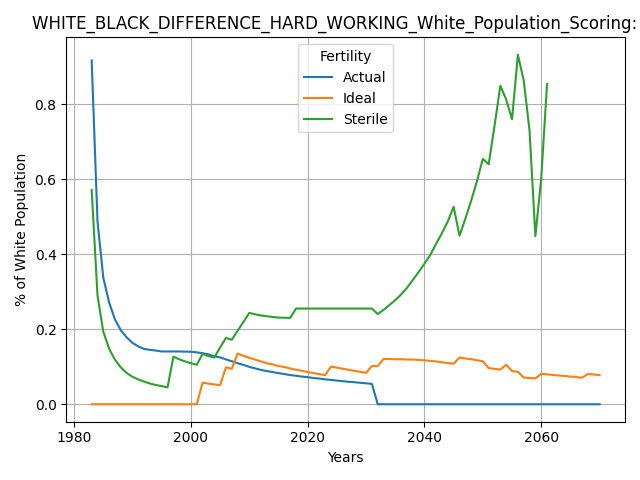 WHITE_BLACK_DIFFERENCE_HARD_WORKING_White_Population_Scoring:
Fertility
Actual
Ideal
Sterile
% of White Population
0.8
0.6
0.4
0.2
0.0
1980 2000 2020 2040 2060
Years